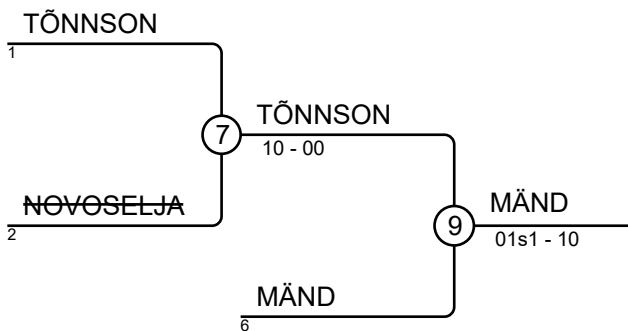 TÕNNSON
1
7
TÕNNSON
10 - 00
NOVOSELJA
2
9
MÄND
01s1 - 10
MÄND
6